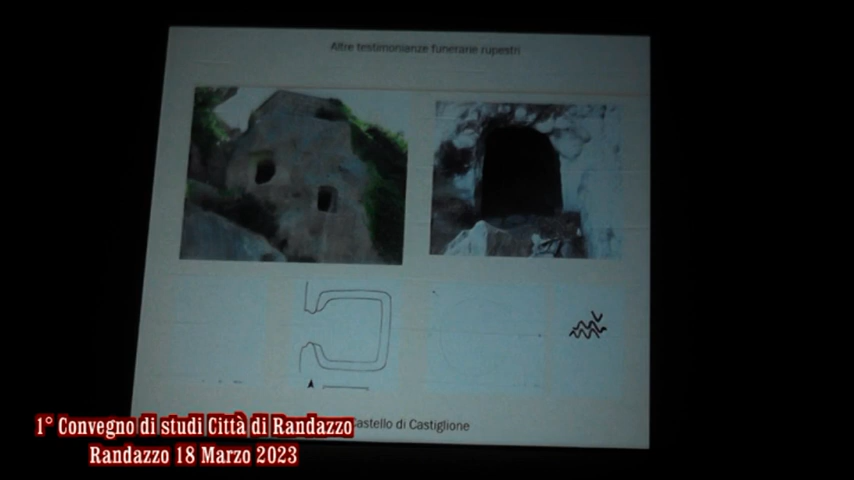 Altre testimonianze funerarie rupestri
Castello di Castiglione
1° Convegno di studi Città di Randazzo
Randazzo 18 Marzo 2023